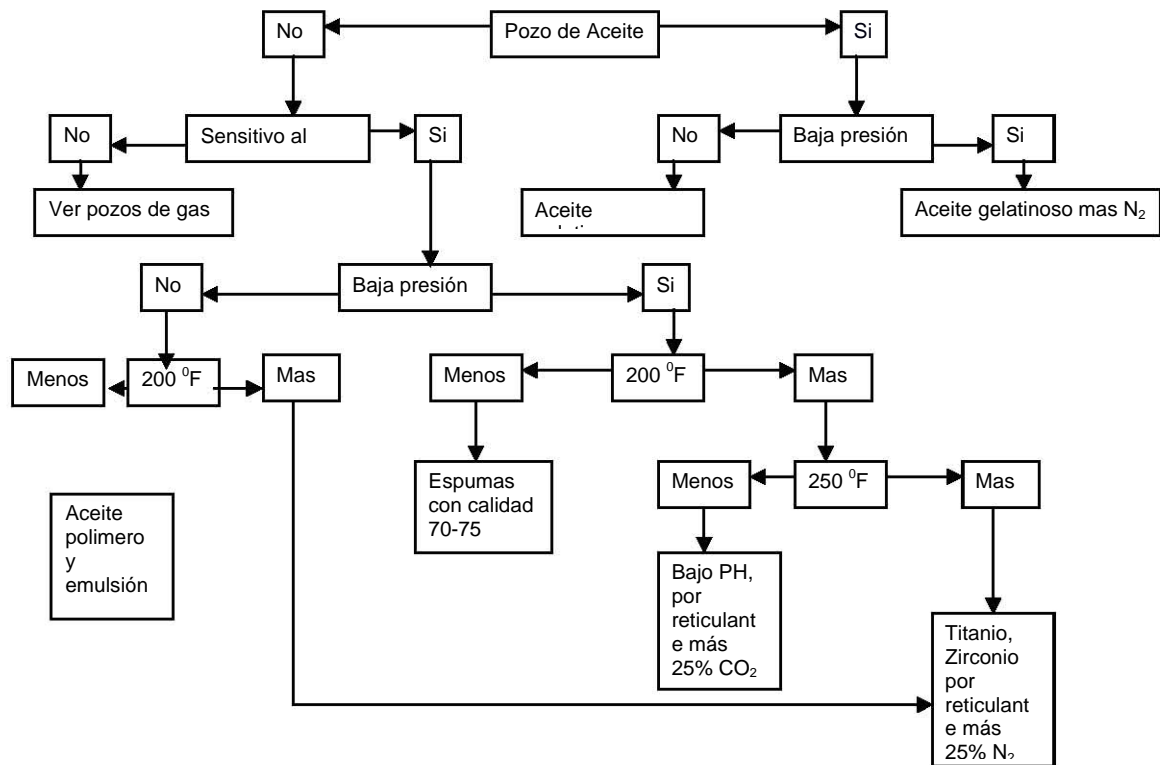 No
Pozo de Aceite
Si
No
Sensitivo al
Si
No
Baja presión
Si
Ver pozos de gas
Aceite
Aceite gelatinoso mas N₂
No
Baja presión
Si
Menos
200 ⁰F
Mas
Menos
200 ⁰F
Mas
Menos
250 ⁰F
Mas
Espumas
con calidad
70-75
Aceite
polimero
y
emulsión
Bajo PH,
por
reticulant
e más
25% CO₂
Titanio,
Zirconio
por
reticulant
e más
25% N₂